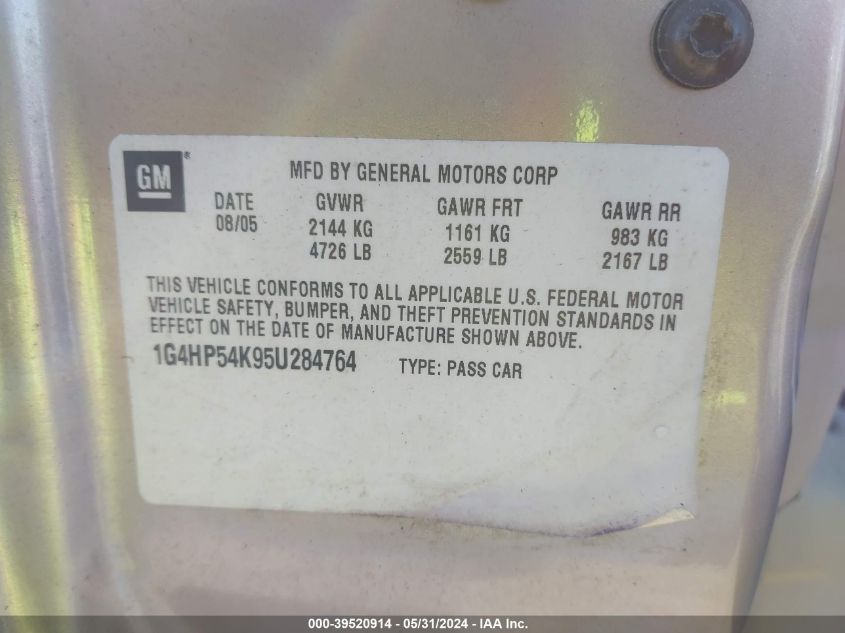 GM®
MFD BY GENERAL MOTORS CORP
DATE GVWR GAWR FRT GAWR RR
08/05 2144 KG 1161 KG 983 KG
4726 LB 2559 LB 2167 LB
THIS VEHICLE CONFORMS TO ALL APPLICABLE U.S. FEDERAL MOTOR
VEHICLE SAFETY, BUMPER, AND THEFT PREVENTION STANDARDS IN
EFFECT ON THE DATE OF MANUFACTURE SHOWN ABOVE.
1G4HP54K95U284764 TYPE: PASS CAR
000-39520914 - 05/31/2024 - IAA Inc.